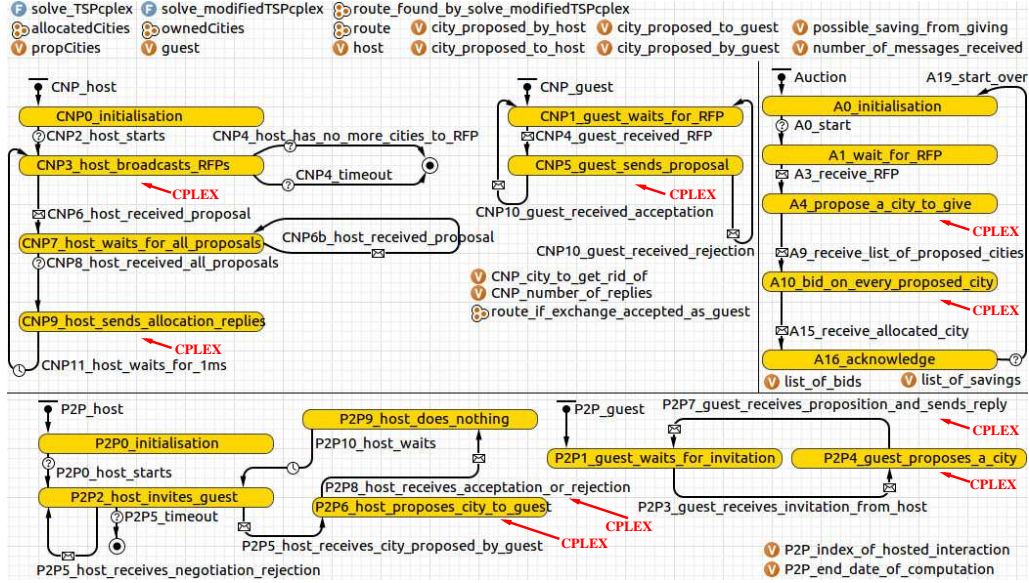 F solve_TSPcplex F solve_modifiedTSPcplex route_found_by_solve_modifiedTSPcplex
allocatedCities ownedCities route V city_proposed_by_host V city_proposed_to_guest V possible_saving_from_giving
V propCities V guest V host V city_proposed_to_host V city_proposed_by_guest V number_of_messages_received
CNP_host
CNP0_initialisation
CNP2_host_starts
CNP4_host_has_no_more_cities_to_RFP
CNP3_host_broadcasts_RFPs
CNP4_timeout
CPLEX
CNP6_host_received_proposal
CNP7_host_waits_for_all_proposals
CNP6b_host_received_proposal
CNP8_host_received_all_proposals
CNP9_host_sends_allocation_replies
CPLEX
CNP11_host_waits_for_1ms
CNP_guest
CNP1_guest_waits_for_RFP
CNP4_guest_received_RFP
CNP5_guest_sends_proposal
CPLEX
CNP10_guest_received_acceptation
CNP10_guest_received_rejection
V CNP_city_to_get_rid_of
V CNP_number_of_replies
route_if_exchange_accepted_as_guest
Auction
A19_start_over
A0_initialisation
A0_start
A1_wait_for_RFP
A3_receive_RFP
A4_propose_a_city_to_give
CPLEX
A9_receive_list_of_proposed_cities
A10_bid_on_every_proposed_city
CPLEX
A15_receive_allocated_city
A16_acknowledge
V list_of_bids V list_of_savings
P2P_host
P2P0_initialisation
P2P0_host_starts
P2P2_host_invites_guest
P2P5_timeout
P2P5_host_receives_negotiation_rejection
P2P9_host_does_nothing
P2P10_host_waits
P2P8_host_receives_acceptation_or_rejection
P2P6_host_proposes_city_to_guest
CPLEX
CPLEX
P2P5_host_receives_city_proposed_by_guest
P2P_guest
P2P7_guest_receives_proposition_and_sends_reply
CPLEX
P2P1_guest_waits_for_invitation
P2P4_guest_proposes_a_city
CPLEX
P2P3_guest_receives_invitation_from_host
V P2P_index_of_hosted_interaction
V P2P_end_date_of_computation